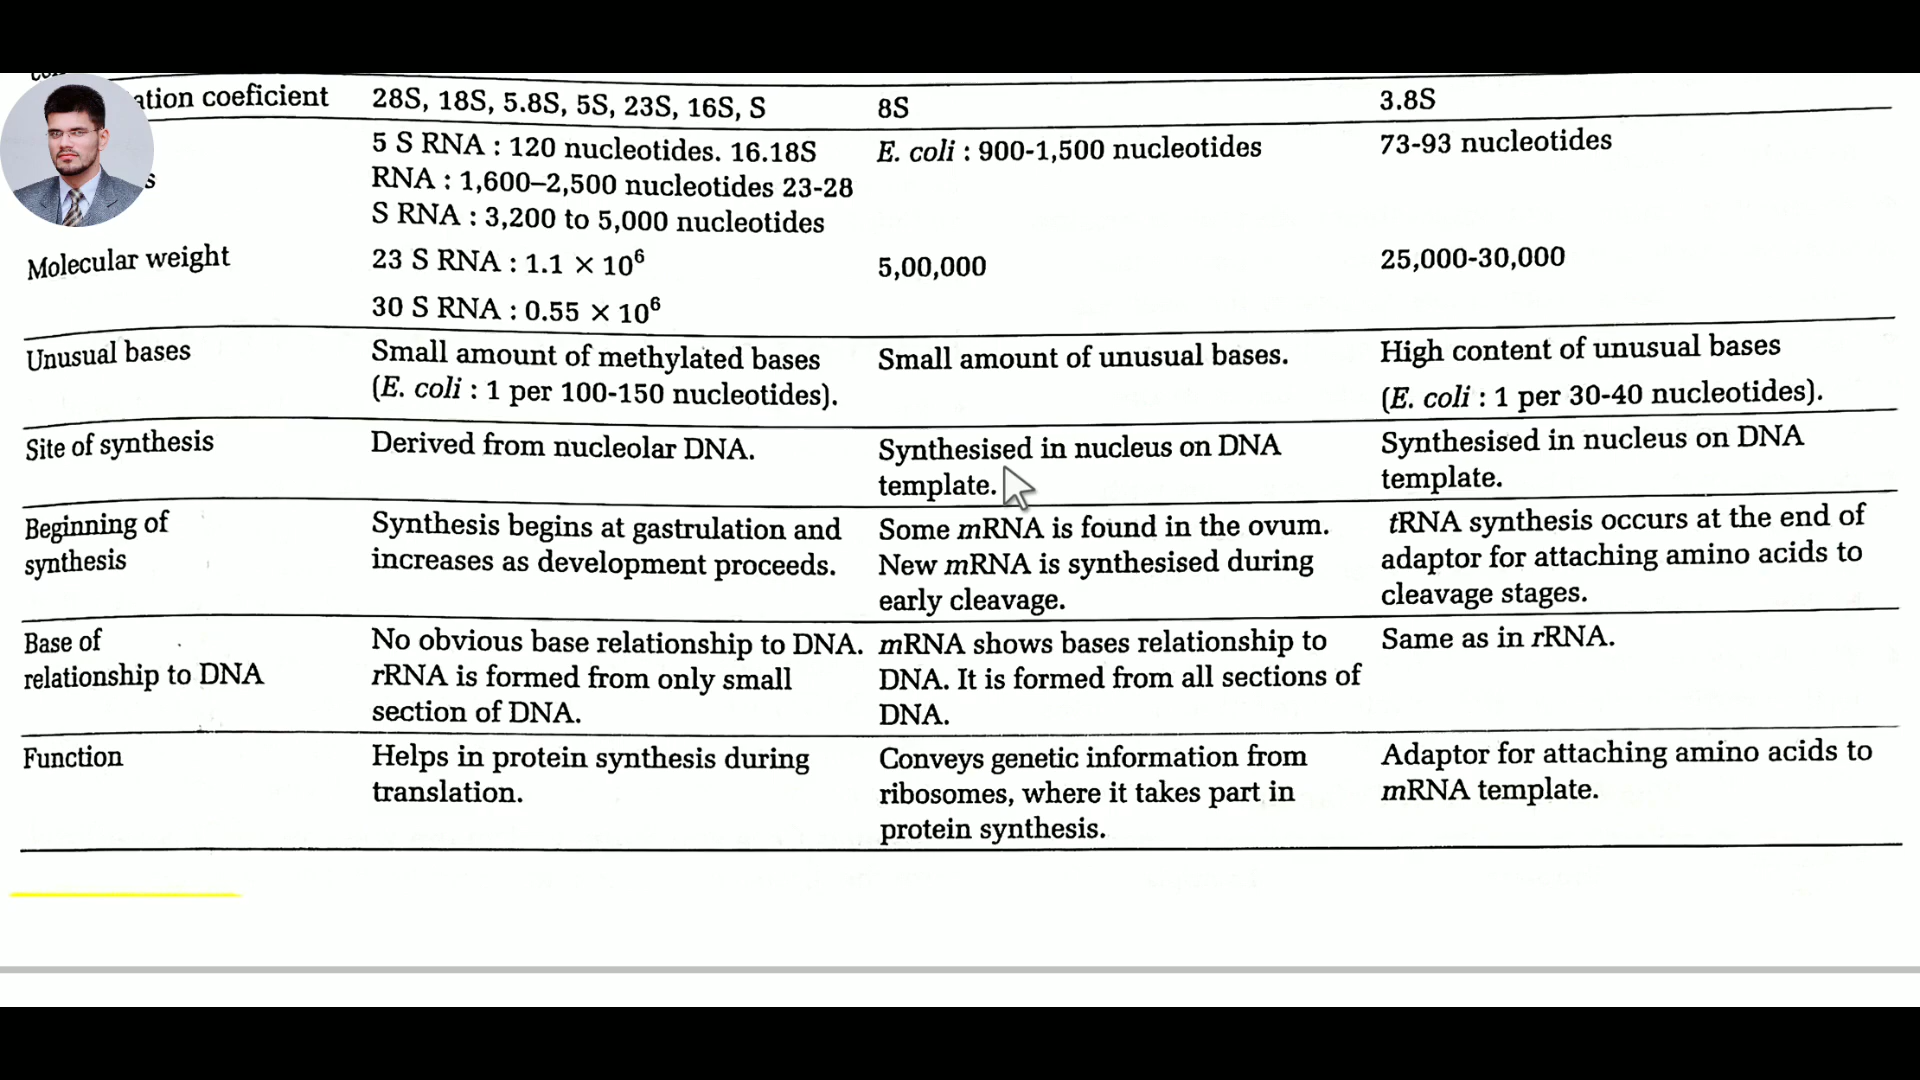 ation coeficient 28S, 18S, 5.8S, 5S, 23S, 16S, S 8S 3.8S
5 S RNA : 120 nucleotides. 16.18S E. coli : 900-1,500 nucleotides 73-93 nucleotides
s RNA : 1,600–2,500 nucleotides 23-28
S RNA : 3,200 to 5,000 nucleotides
Molecular weight 23 S RNA : 1.1 × 10⁶ 5,00,000 25,000-30,000
30 S RNA : 0.55 × 10⁶
Unusual bases Small amount of methylated bases Small amount of unusual bases. High content of unusual bases
(E. coli : 1 per 100-150 nucleotides). (E. coli : 1 per 30-40 nucleotides).
Site of synthesis Derived from nucleolar DNA. Synthesised in nucleus on DNA Synthesised in nucleus on DNA
template. template.
Beginning of Synthesis begins at gastrulation and Some mRNA is found in the ovum. tRNA synthesis occurs at the end of
synthesis increases as development proceeds. New mRNA is synthesised during adaptor for attaching amino acids to
early cleavage. cleavage stages.
Base of No obvious base relationship to DNA. mRNA shows bases relationship to Same as in rRNA.
relationship to DNA rRNA is formed from only small DNA. It is formed from all sections of
section of DNA. DNA.
Function Helps in protein synthesis during Conveys genetic information from Adaptor for attaching amino acids to
translation. ribosomes, where it takes part in mRNA template.
protein synthesis.